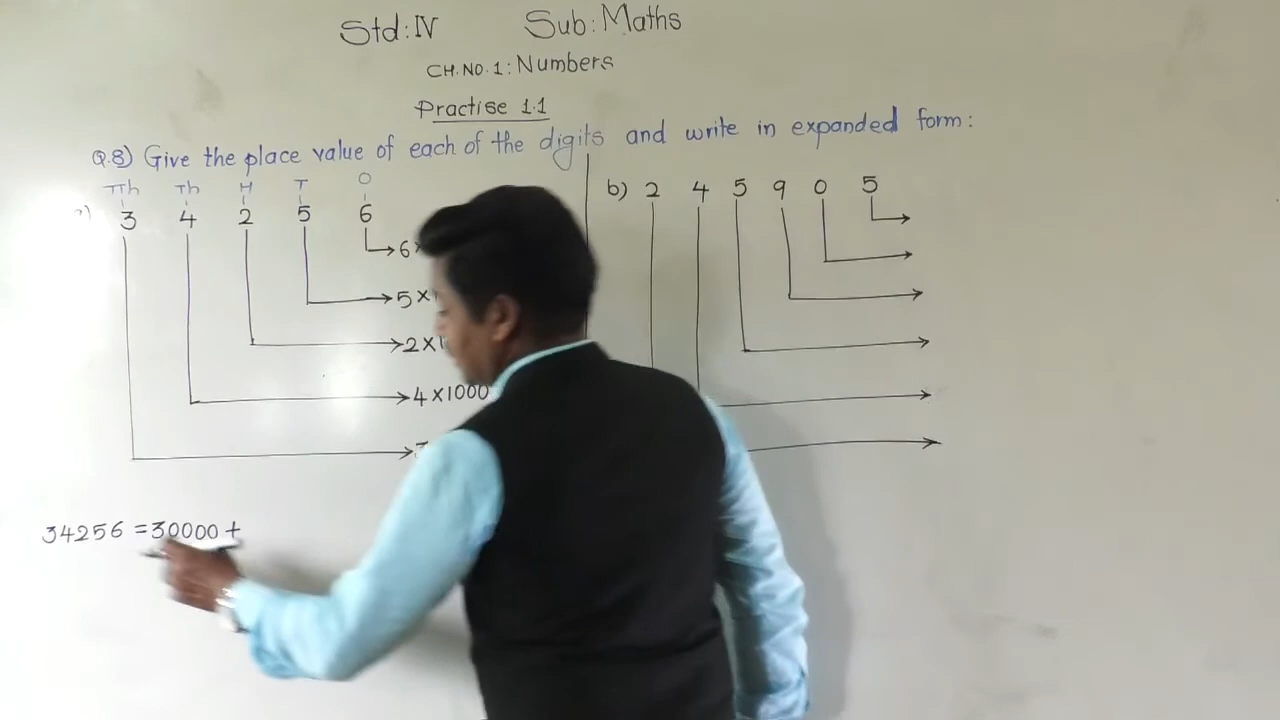 Std: IV Sub: Maths
CH. NO. 1: Numbers
Practise 1.1
Q.8) Give the place value of each of the digits and write in expanded form:
TTh Th H T O
3 4 2 5 6
b) 2 4 5 9 0 5
6
5 ×
2 ×
4 × 1000
34256 = 30000 +